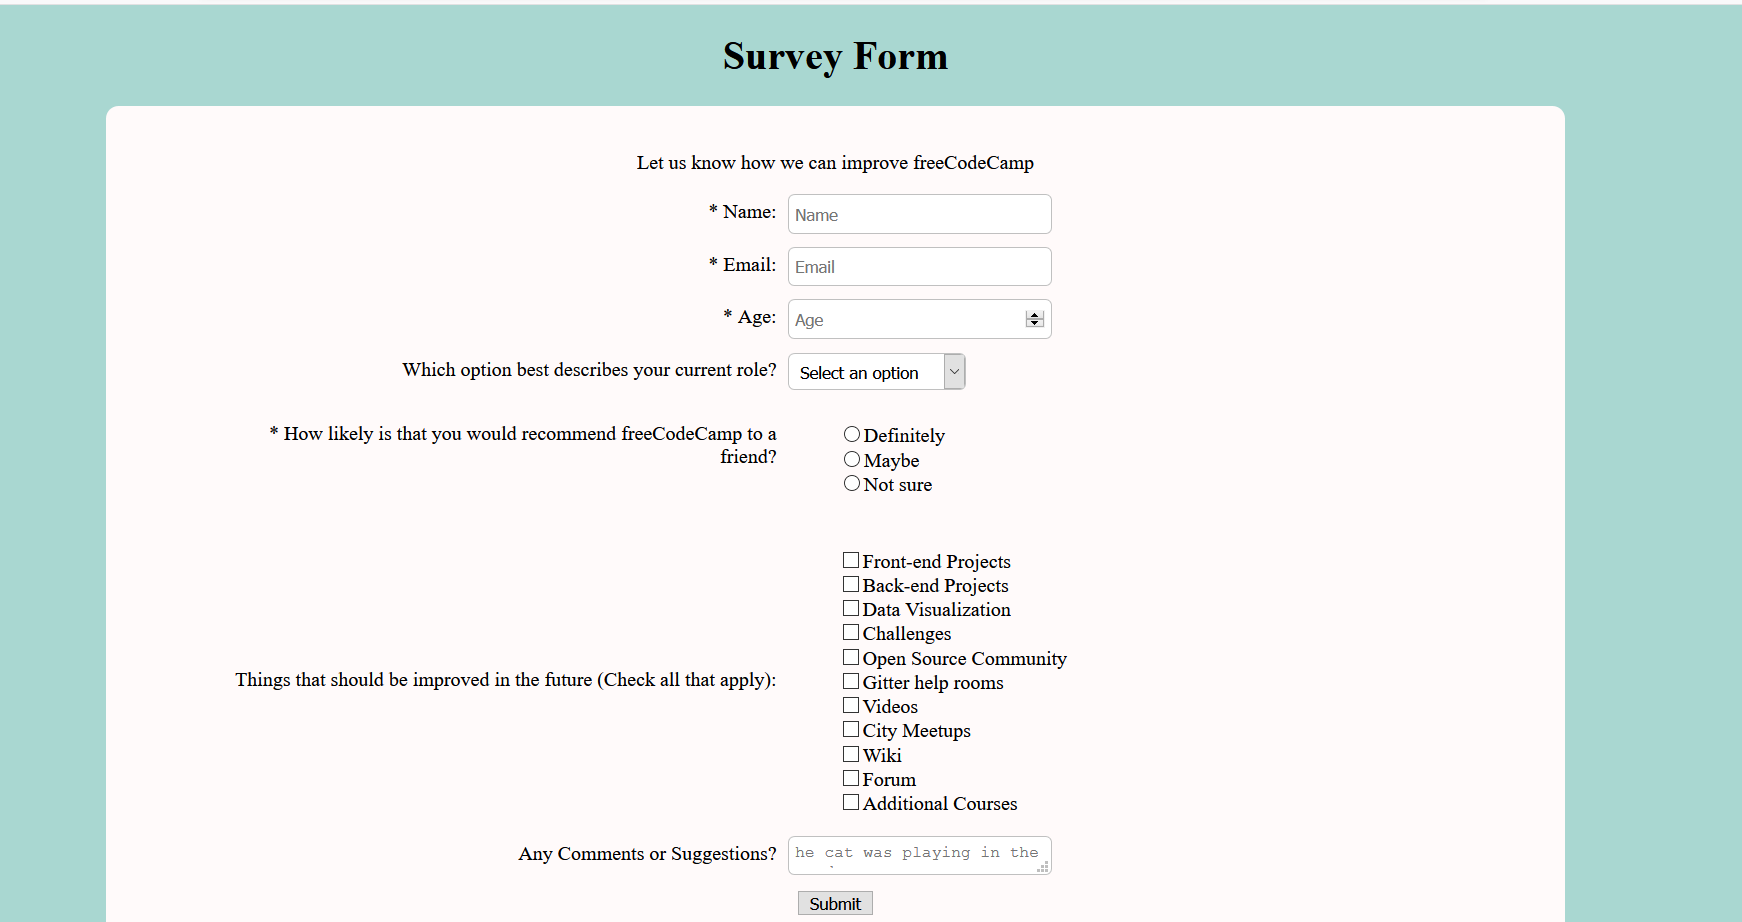 Survey Form
Let us know how we can improve freeCodeCamp
* Name:
Name
* Email:
Email
* Age:
Age
Which option best describes your current role?
Select an option
* How likely is that you would recommend freeCodeCamp to a
friend?
Definitely
Maybe
Not sure
Things that should be improved in the future (Check all that apply):
Front-end Projects
Back-end Projects
Data Visualization
Challenges
Open Source Community
Gitter help rooms
Videos
City Meetups
Wiki
Forum
Additional Courses
Any Comments or Suggestions?
he cat was playing in the
Submit